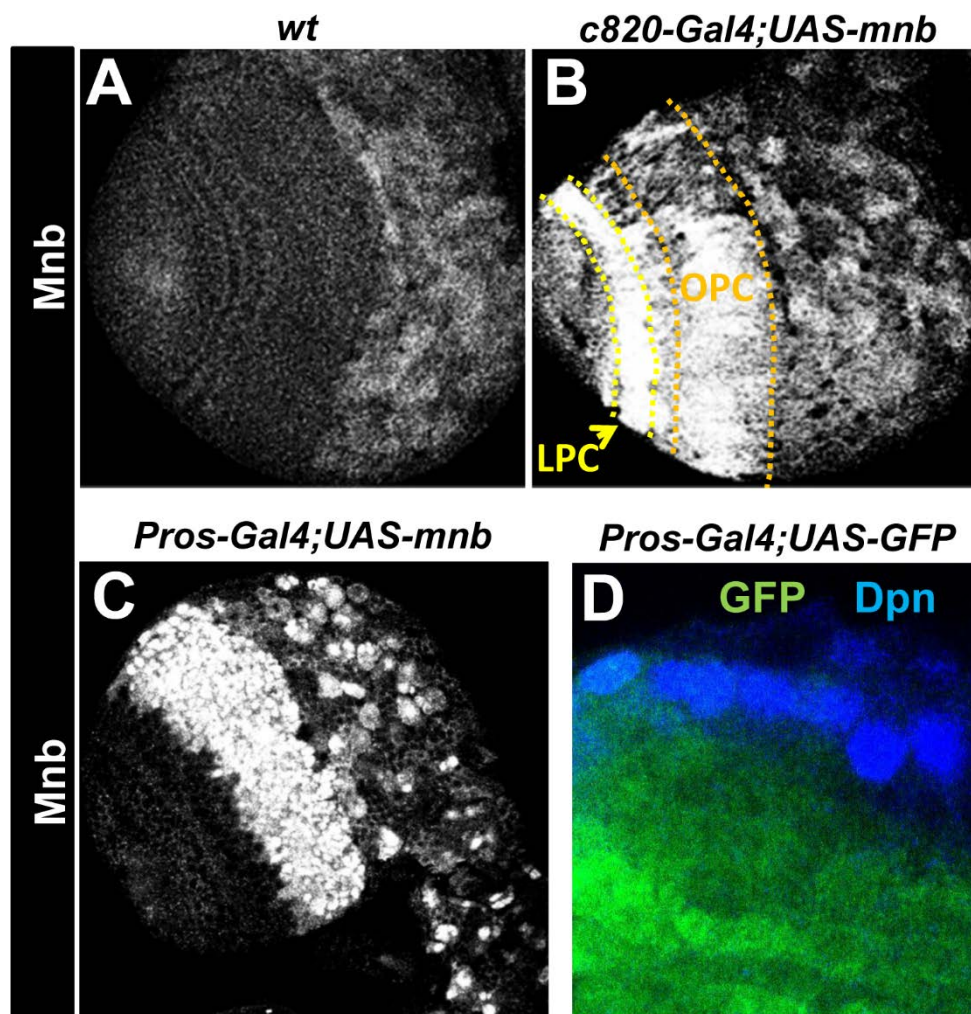 wt
c820-Gal4;UAS-mnb
A
B
Mnb
OPC
LPC
Pros-Gal4;UAS-mnb
Pros-Gal4;UAS-GFP
C
D
GFP Dpn
Mnb